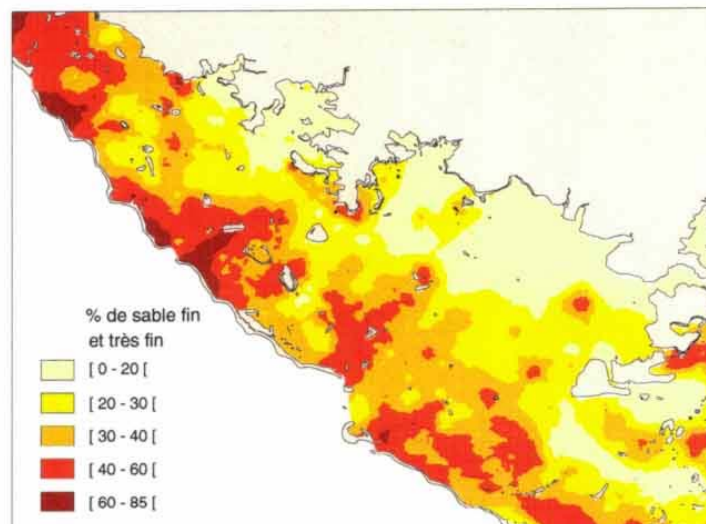 % de sable fin
et très fin
[ 0 - 20 [
[ 20 - 30 [
[ 30 - 40 [
[ 40 - 60 [
[ 60 - 85 [